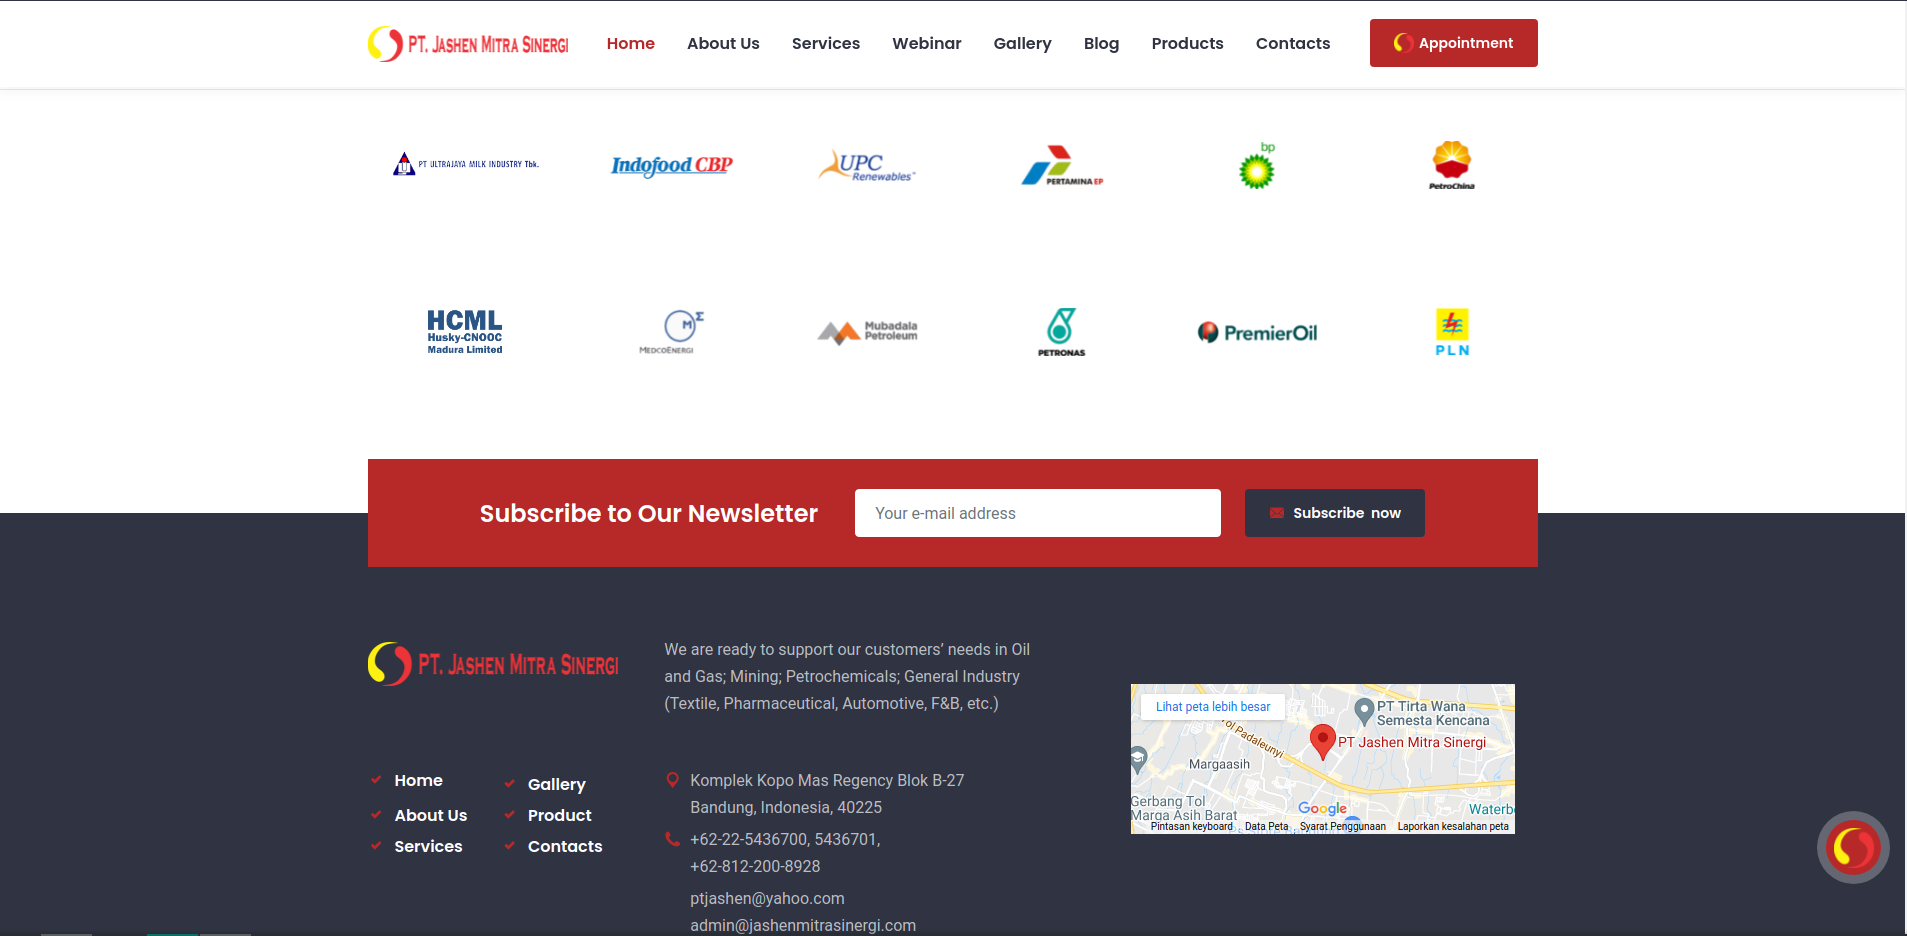 PT. JASHEN MITRA SINERGI
Home About Us Services Webinar Gallery Blog Products Contacts
Appointment
PT ULTRAJAYA MILK INDUSTRY Tbk.
Indofood CBP
UPC
Renewables
PERTAMINA EP
bp
PetroChina
HCML
Husky-CNOOC
Madura Limited
MEDCOENERGI
Mubadala
Petroleum
PETRONAS
PremierOil
PLN
Subscribe to Our Newsletter
Your e-mail address
Subscribe now
PT. JASHEN MITRA SINERGI
We are ready to support our customers’ needs in Oil
and Gas; Mining; Petrochemicals; General Industry
(Textile, Pharmaceutical, Automotive, F&B, etc.)
Home
About Us
Services
Gallery
Product
Contacts
Komplek Kopo Mas Regency Blok B-27
Bandung, Indonesia, 40225
+62-22-5436700, 5436701,
+62-812-200-8928
ptjashen@yahoo.com
admin@jashenmitrasinergi.com
Lihat peta lebih besar
PT Tirta Wana
Semesta Kencana
Tol Padaleunyi
PT Jashen Mitra Sinergi
Margaasih
Gerbang Tol
Marga Asih Barat
Google
Waterb
Pintasan keyboard Data Peta Syarat Penggunaan Laporkan kesalahan peta